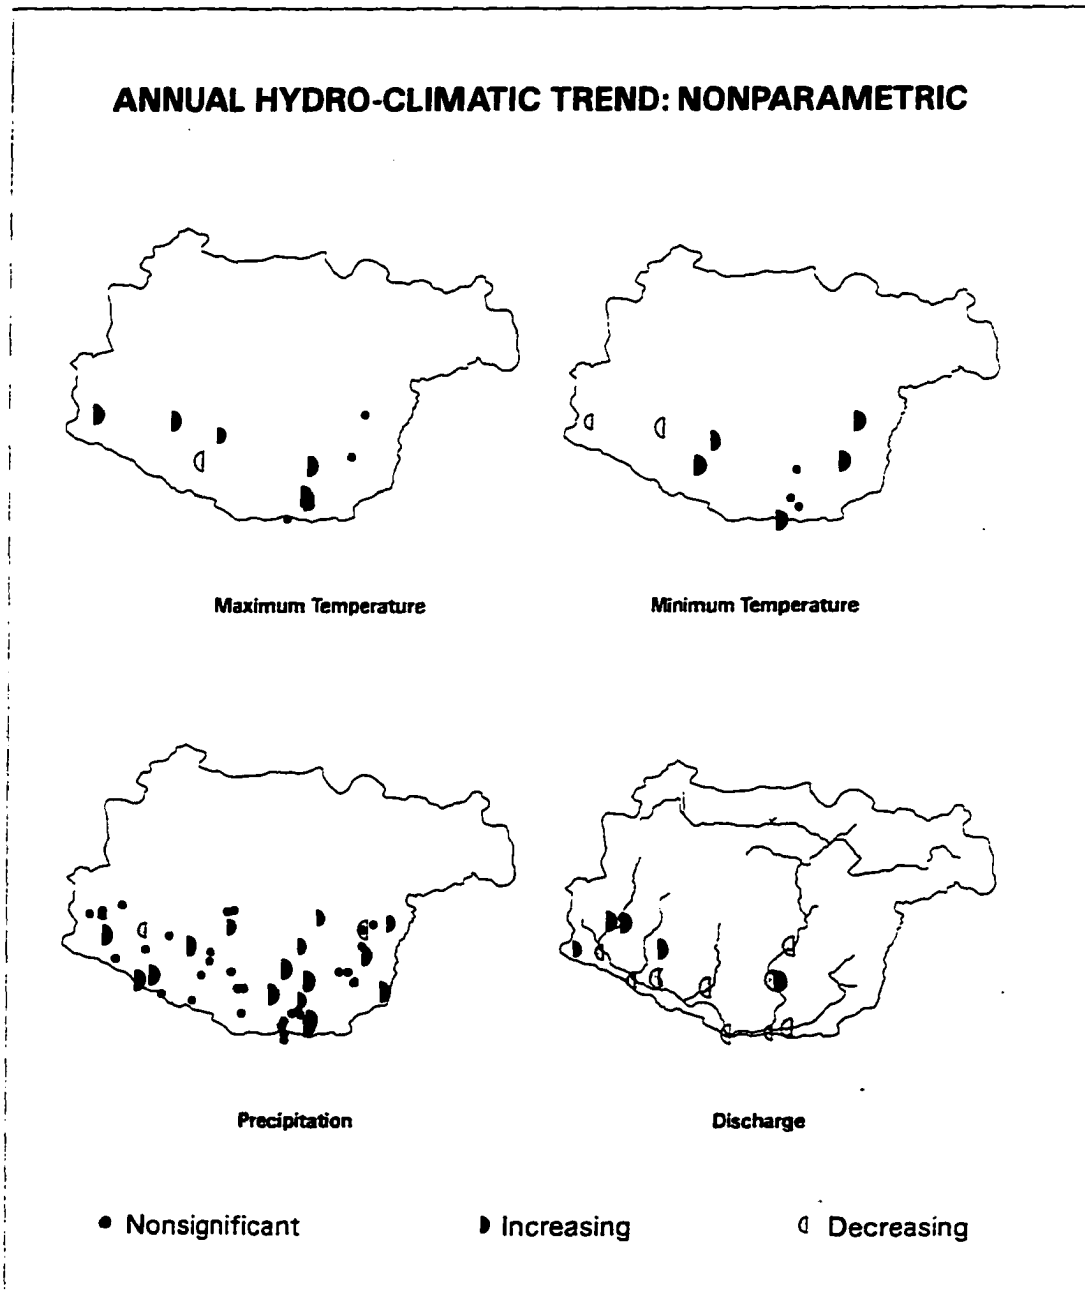 ANNUAL HYDRO-CLIMATIC TREND: NONPARAMETRIC
Maximum Temperature
Minimum Temperature
Precipitation
Discharge
Nonsignificant
Increasing
Decreasing